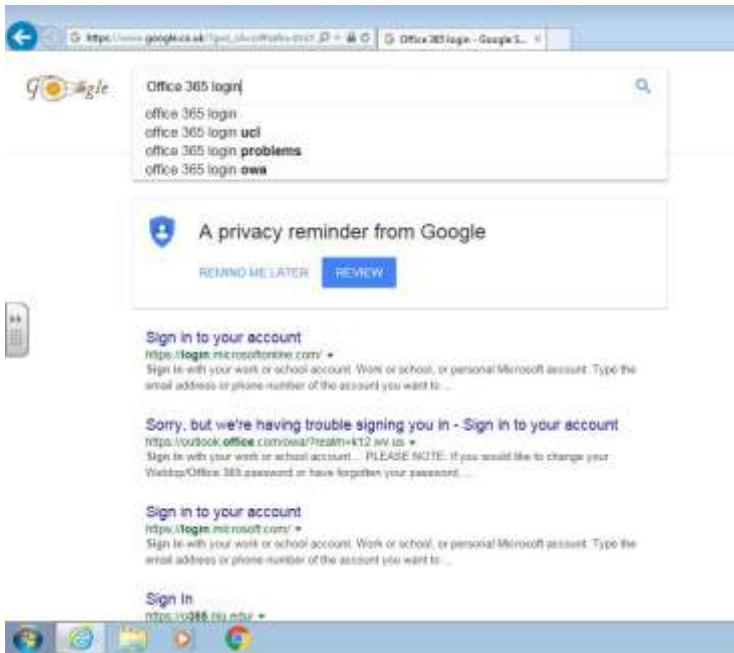 https://www.google.co.uk
Office 365 login - Google S...
Google
Office 365 login
office 365 login
office 365 login ucl
office 365 login problems
office 365 login owa
A privacy reminder from Google
REMIND ME LATER REVIEW
Sign in to your account
https://login.microsoftonline.com/
Sign in with your work or school account. Work or school, or personal Microsoft account. Type the
email address or phone number of the account you want to ...
Sorry, but we're having trouble signing you in - Sign in to your account
https://outlook.office.com/owa/?realm=k12.wv.us
Sign in with your work or school account ... PLEASE NOTE: If you would like to change your
Webtop/Office 365 password or have forgotten your password, ...
Sign in to your account
https://login.microsoft.com/
Sign in with your work or school account. Work or school, or personal Microsoft account. Type the
email address or phone number of the account you want to ...
Sign In
https://o365.niu.edu/